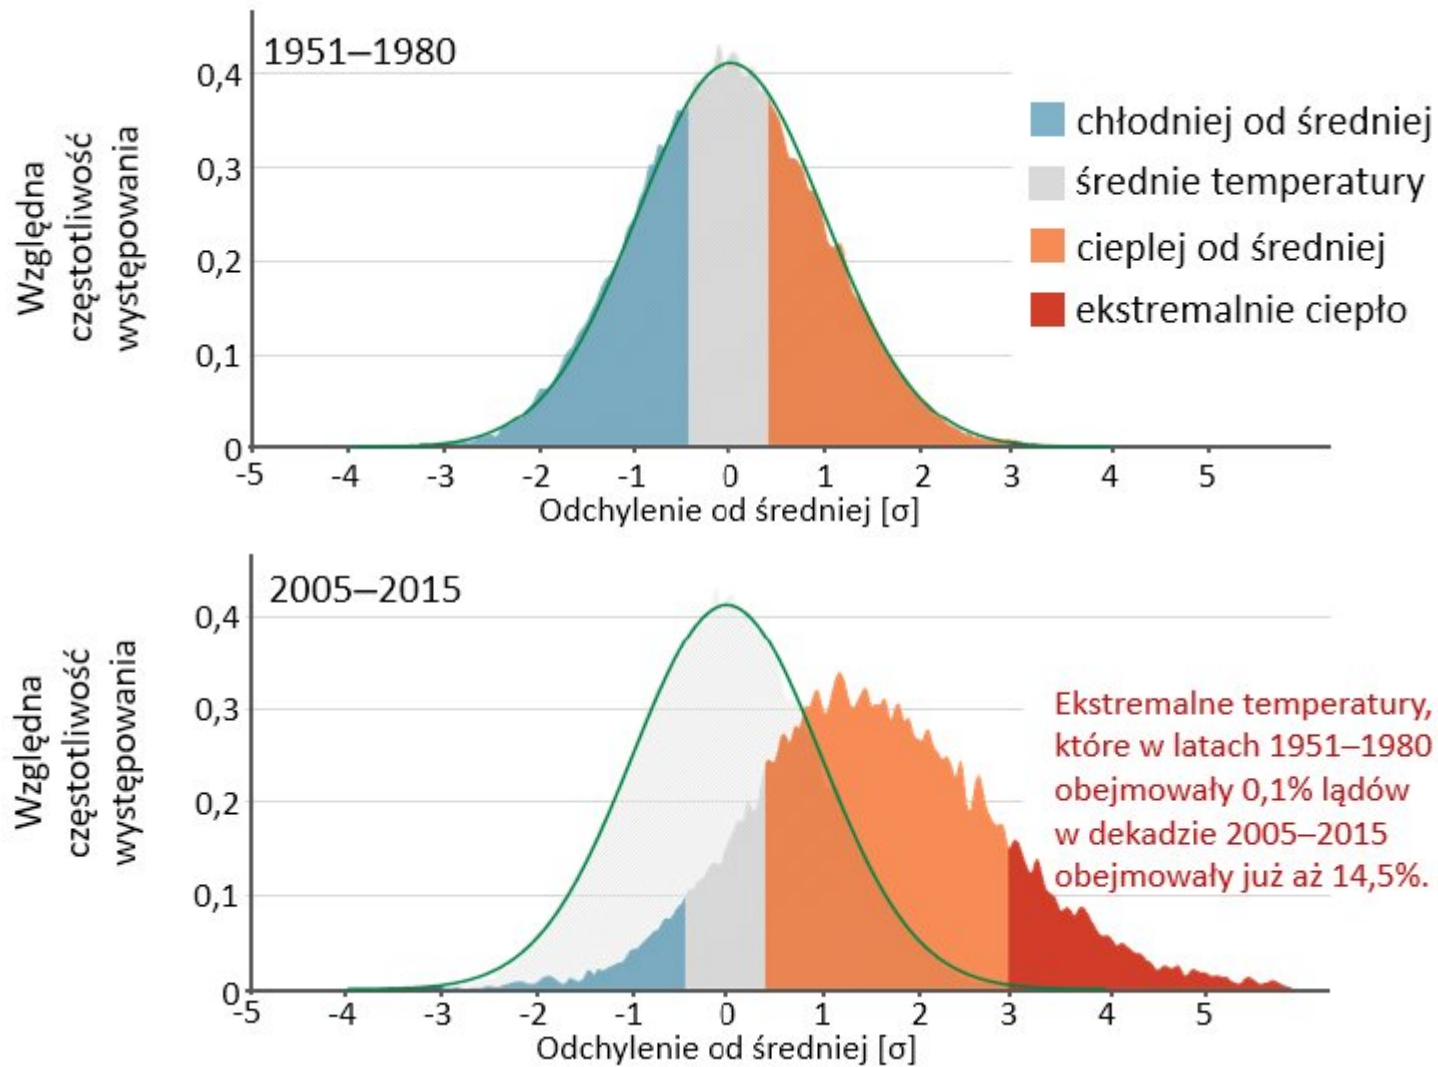 1951–1980
Względna
częstotliwość
występowania
0,4
0,3
0,2
0,1
0
-5 -4 -3 -2 -1 0 1 2 3 4 5
Odchylenie od średniej [σ]
chłodniej od średniej
średnie temperatury
cieplej od średniej
ekstremalnie ciepło
2005–2015
Względna
częstotliwość
występowania
0,4
0,3
0,2
0,1
0
-5 -4 -3 -2 -1 0 1 2 3 4 5
Odchylenie od średniej [σ]
Ekstremalne temperatury,
które w latach 1951–1980
obejmowały 0,1% lądów
w dekadzie 2005–2015
obejmowały już aż 14,5%.